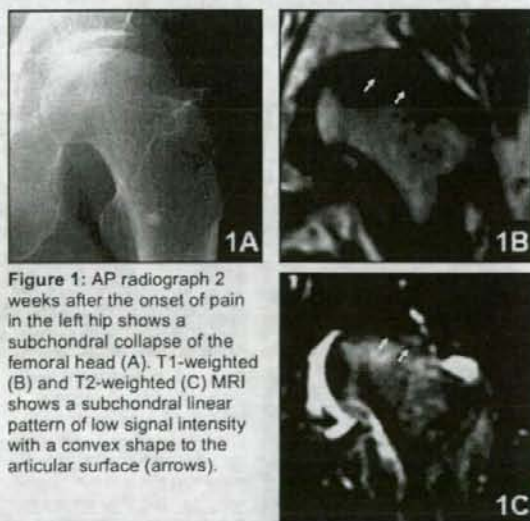 1A
1B
Figure 1: AP radiograph 2
weeks after the onset of pain
in the left hip shows a
subchondral collapse of the
femoral head (A). T1-weighted
(B) and T2-weighted (C) MRI
shows a subchondral linear
pattern of low signal intensity
with a convex shape to the
articular surface (arrows).
1C